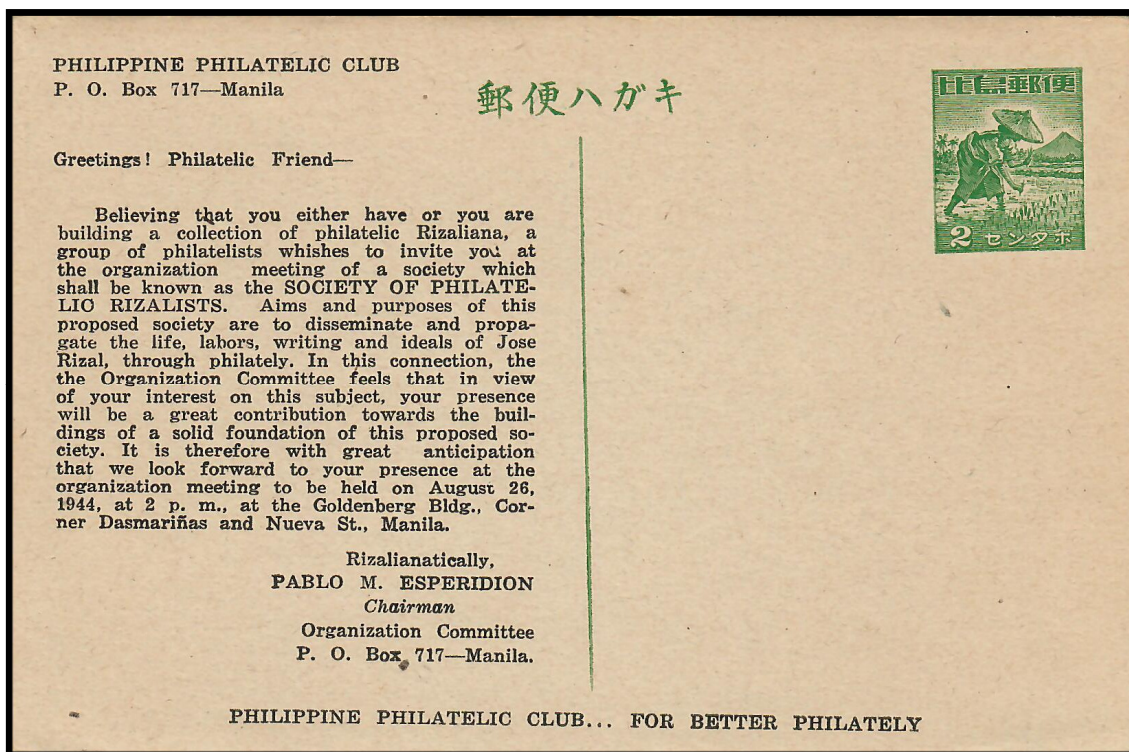 PHILIPPINE PHILATELIC CLUB
P. O. Box 717—Manila
郵便ハガキ
比島郵便
2 センタボ
Greetings! Philatelic Friend—
Believing that you either have or you are
building a collection of philatelic Rizaliana, a
group of philatelists whishes to invite you at
the organization meeting of a society which
shall be known as the SOCIETY OF PHILATE-
LIC RIZALISTS. Aims and purposes of this
proposed society are to disseminate and propa-
gate the life, labors, writing and ideals of Jose
Rizal, through philately. In this connection, the
the Organization Committee feels that in view
of your interest on this subject, your presence
will be a great contribution towards the buil-
dings of a solid foundation of this proposed so-
ciety. It is therefore with great anticipation
that we look forward to your presence at the
organization meeting to be held on August 26,
1944, at 2 p. m., at the Goldenberg Bldg., Cor-
ner Dasmariñas and Nueva St., Manila.
Rizalianatically,
PABLO M. ESPERIDION
Chairman
Organization Committee
P. O. Box 717—Manila.
PHILIPPINE PHILATELIC CLUB... FOR BETTER PHILATELY